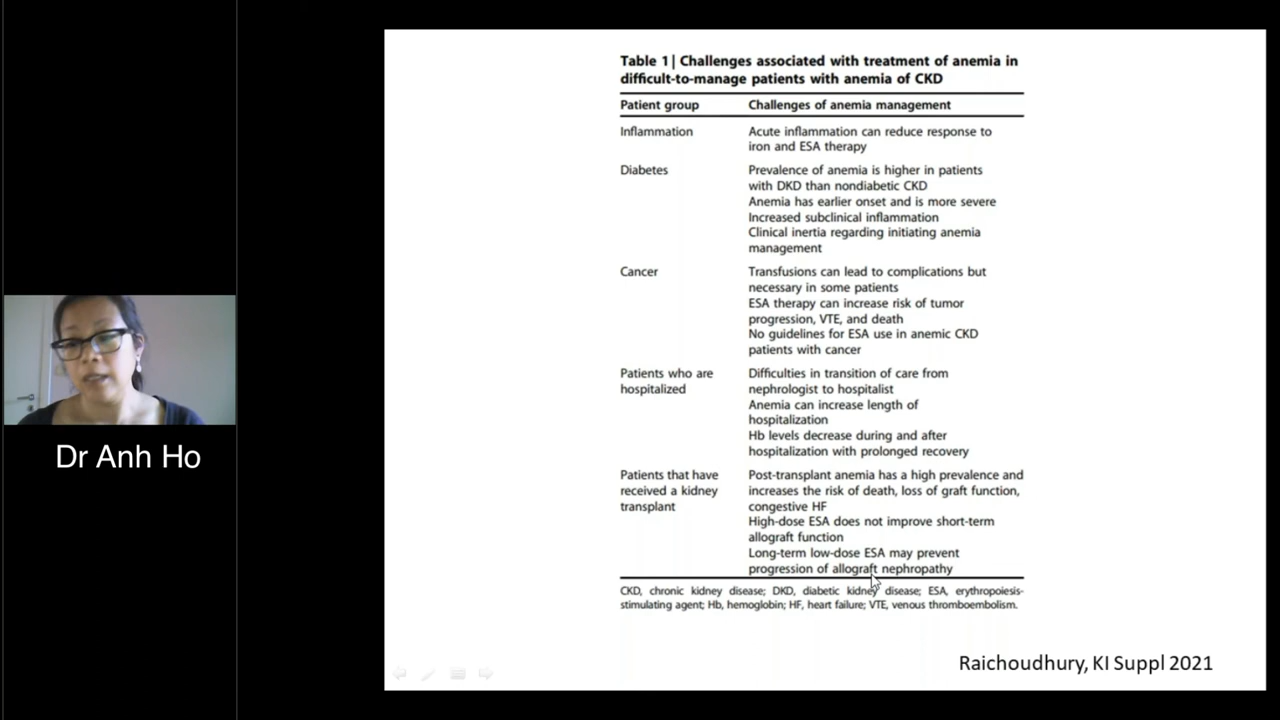 Table 1 | Challenges associated with treatment of anemia in
difficult-to-manage patients with anemia of CKD
Patient group Challenges of anemia management
Inflammation Acute inflammation can reduce response to
iron and ESA therapy
Diabetes Prevalence of anemia is higher in patients
with DKD than nondiabetic CKD
Anemia has earlier onset and is more severe
Increased subclinical inflammation
Clinical inertia regarding initiating anemia
management
Cancer Transfusions can lead to complications but
necessary in some patients
ESA therapy can increase risk of tumor
progression, VTE, and death
No guidelines for ESA use in anemic CKD
patients with cancer
Patients who are Difficulties in transition of care from
hospitalized nephrologist to hospitalist
Anemia can increase length of
hospitalization
Hb levels decrease during and after
hospitalization with prolonged recovery
Patients that have Post-transplant anemia has a high prevalence and
received a kidney increases the risk of death, loss of graft function,
transplant congestive HF
High-dose ESA does not improve short-term
allograft function
Long-term low-dose ESA may prevent
progression of allograft nephropathy
CKD, chronic kidney disease; DKD, diabetic kidney disease; ESA, erythropoiesis-
stimulating agent; Hb, hemoglobin; HF, heart failure; VTE, venous thromboembolism.
Raichoudhury, KI Suppl 2021
Dr Anh Ho